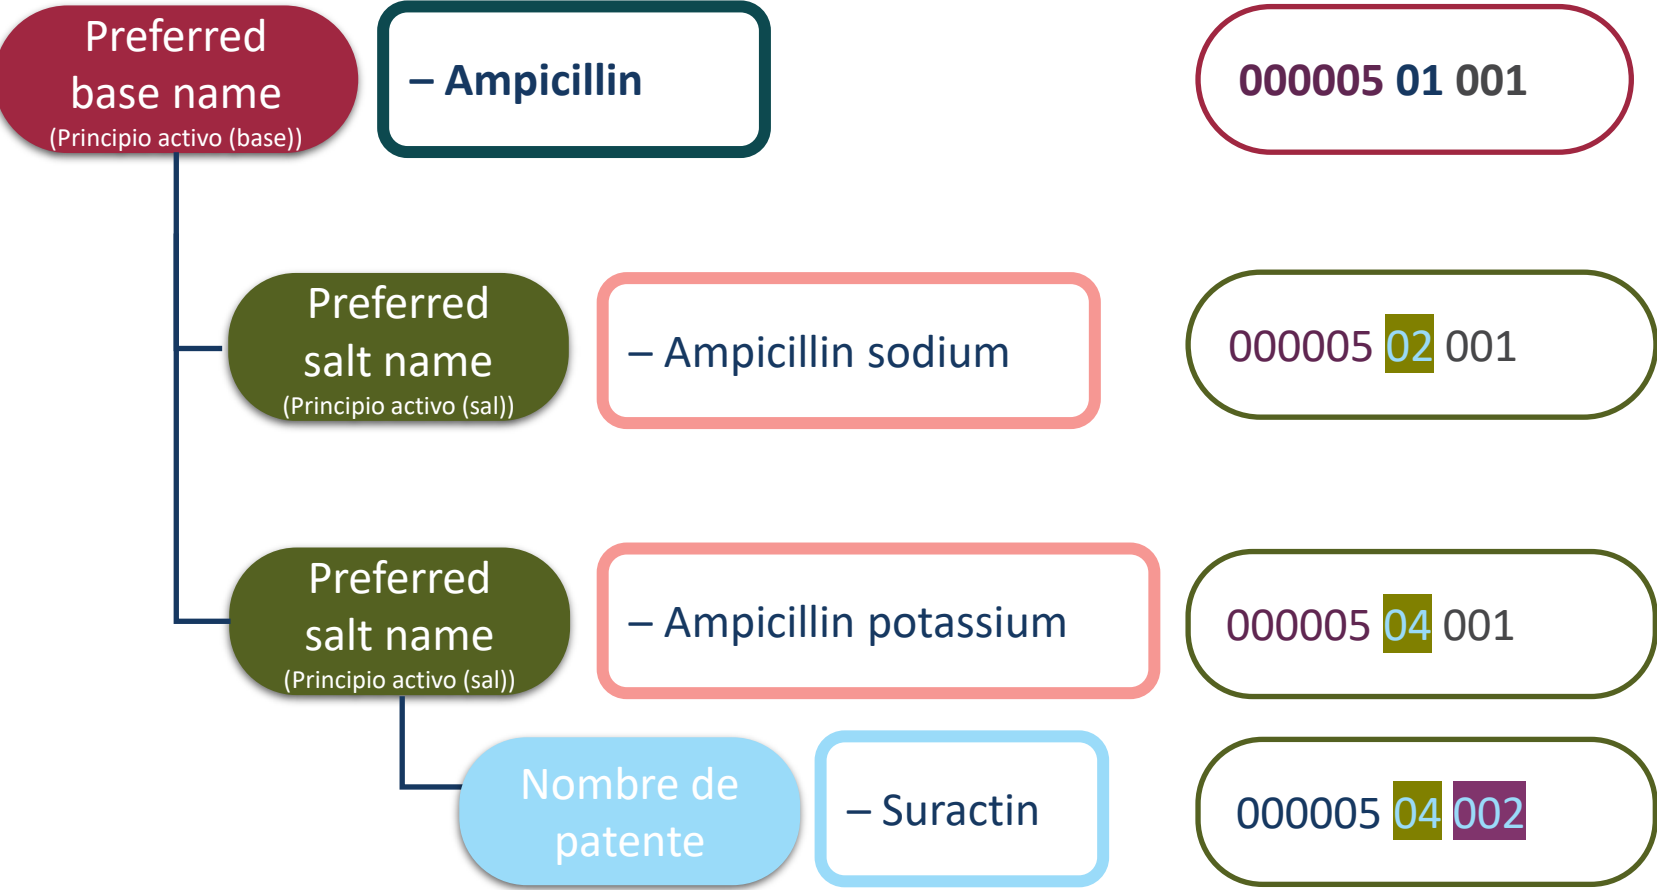 Preferred
base name
(Principio activo (base))
– Ampicillin
000005 01 001
Preferred
salt name
(Principio activo (sal))
– Ampicillin sodium
000005 02 001
Preferred
salt name
(Principio activo (sal))
– Ampicillin potassium
000005 04 001
Nombre de
patente
– Suractin
000005 04 002